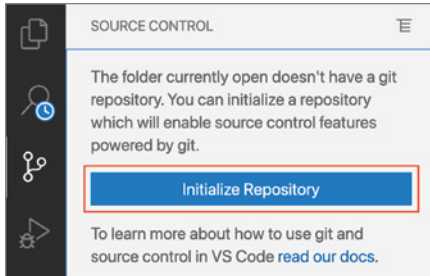 SOURCE CONTROL
The folder currently open doesn't have a git
repository. You can initialize a repository
which will enable source control features
powered by git.
Initialize Repository
To learn more about how to use git and
source control in VS Code read our docs.